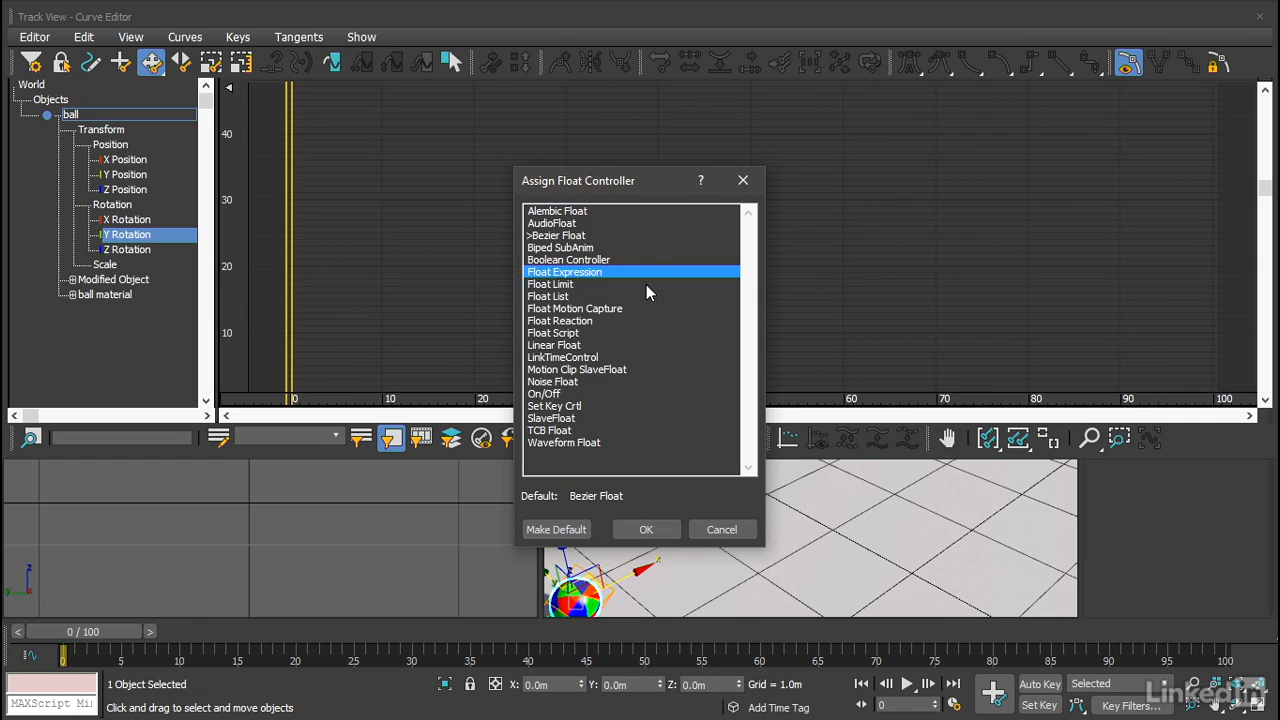 Track View - Curve Editor
Editor Edit View Curves Keys Tangents Show
World
Objects
ball
Transform
Position
X Position
Y Position
Z Position
Rotation
X Rotation
Y Rotation
Z Rotation
Scale
Modified Object
ball material
40
30
20
10
0 10 20 80 90 100
Assign Float Controller
Alembic Float
AudioFloat
>Bezier Float
Biped SubAnim
Boolean Controller
Float Expression
Float Limit
Float List
Float Motion Capture
Float Reaction
Float Script
Linear Float
LinkTimeControl
Motion Clip SlaveFloat
Noise Float
On/Off
Set Key Crtl
SlaveFloat
TCB Float
Waveform Float
Default: Bezier Float
Make Default OK Cancel
z
y x
z
x
0 / 100
0 5 10 15 20 25 30 35 40 45 50 55 60 65 70 75 80 85 90 95 100
1 Object Selected X: 0.0m Y: 0.0m Z: 0.0m Grid = 1.0m Auto Key Selected
MAXScript Mi Click and drag to select and move objects Add Time Tag 0 Set Key Key Filters...
LinkedIn